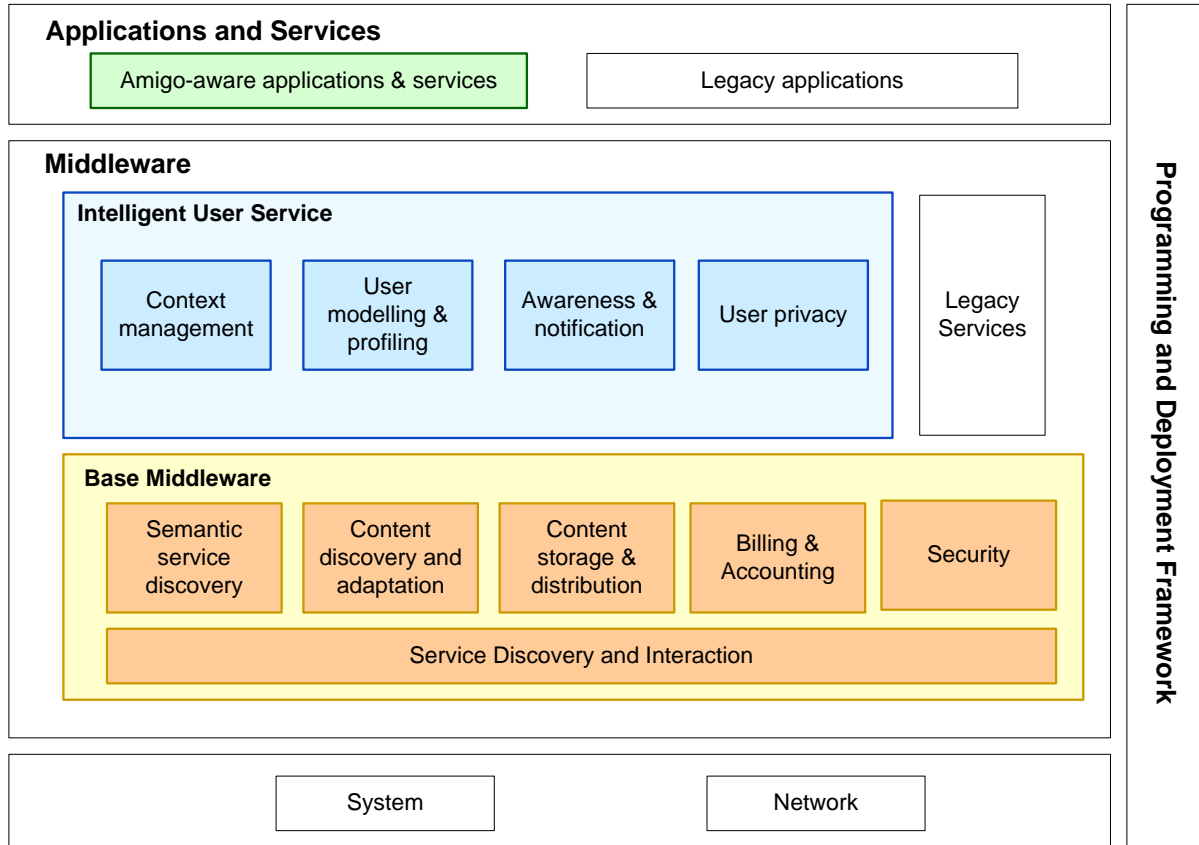 Applications and Services
Amigo-aware applications & services
Legacy applications
Middleware
Intelligent User Service
Context
management
User
modelling &
profiling
Awareness &
notification
User privacy
Legacy
Services
Base Middleware
Semantic
service
discovery
Content
discovery and
adaptation
Content
storage &
distribution
Billing &
Accounting
Security
Service Discovery and Interaction
System
Network
Programming and Deployment Framework